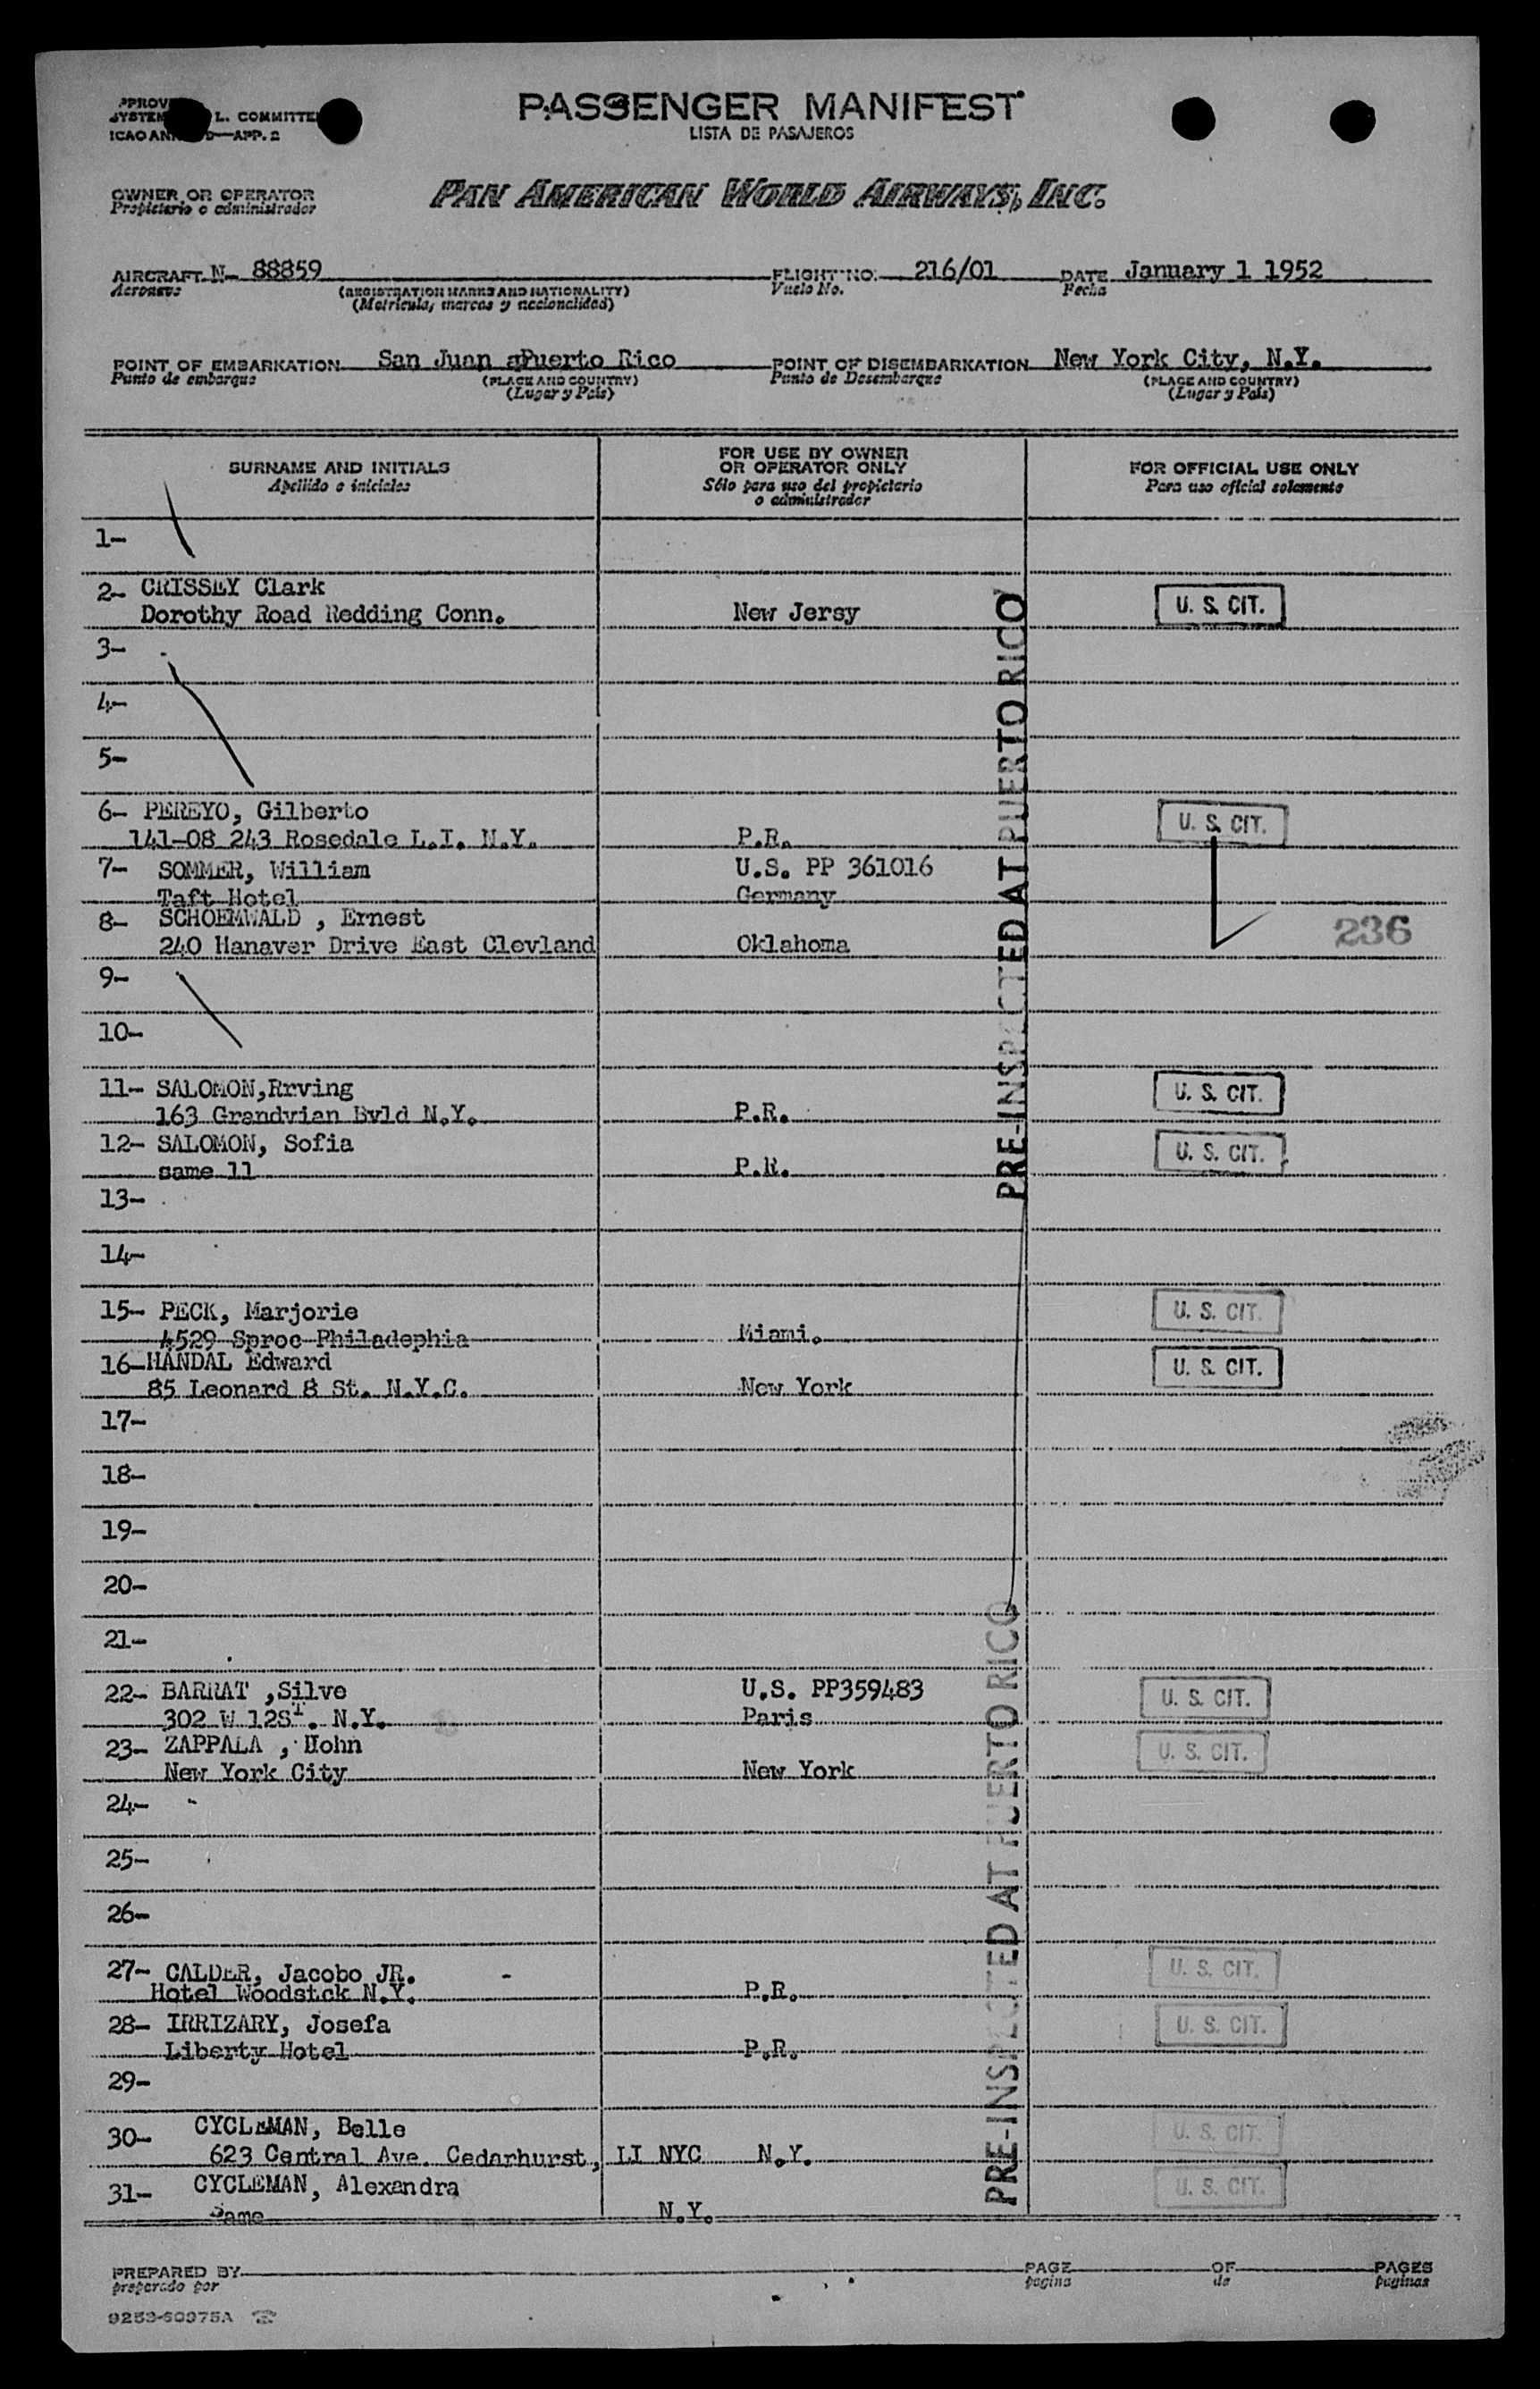 PASSENGER MANIFEST
LISTA DE PASAJEROS
L. COMMITTEE
APP. 2
OWNER OR OPERATOR
Propietario o administrador
PAN AMERICAN WORLD AIRWAYS, INC.
AIRCRAFT N- 88859 FLIGHT NO. 216/01 DATE January 1 1952
Aeronave (REGISTRATION MARKS AND NATIONALITY) Vuelo No. Fecha
(Matricula, marcas y nacionalidad)
POINT OF EMBARKATION San Juan Puerto Rico POINT OF DISEMBARKATION New York City, N.Y.
Punto de embarque (PLACE AND COUNTRY) Punto de Desembarque (PLACE AND COUNTRY)
(Lugar y País) (Lugar y País)
SURNAME AND INITIALS FOR USE BY OWNER OR OPERATOR ONLY FOR OFFICIAL USE ONLY
Apellido e iniciales Sólo para uso del propietario o administrador Para uso oficial solamente
1-
2- CRISSEY Clark U. S. CIT.
Dorothy Road Redding Conn. New Jersy
3-
4-
5-
6- PEREYO, Gilberto U. S. CIT.
141-08 243 Rosedale L.I. N.Y. P.R.
7- SOMMER, William U.S. PP 361016
Taft Hotel Germany
8- SCHOEMWALD , Ernest 236
240 Hanaver Drive East Clevland Oklahoma
9-
10-
11- SALOMON,Rrving U. S. CIT.
163 Grandvian Bvld N.Y. P.R.
12- SALOMON, Sofia U. S. CIT.
same 11 P.R.
13-
14-
15- PECK, Marjorie U. S. CIT.
4529 Sproc Philadephia Miami.
16- HANDAL Edward U. S. CIT.
85 Leonard 8 St. N.Y.C. New York
17-
18-
19-
20-
21-
22- BARRAT ,Silve U.S. PP359483 U. S. CIT.
302 W 12St. N.Y. Paris
23- ZAPPALA , Hohn U. S. CIT.
New York City New York
24-
25-
26-
27- CALDER, Jacobo JR. U. S. CIT.
Hotel Woodstck N.Y. P.R.
28- IRRIZARY, Josefa U. S. CIT.
Liberty Hotel P.R.
29-
30- CYCLEMAN, Belle U. S. CIT.
623 Central Ave. Cedarhurst, LI NYC N.Y.
31- CYCLEMAN, Alexandra U. S. CIT.
Same N.Y.
PRE-INSPECTED AT PUERTO RICO
PRE-INSPECTED AT PUERTO RICO
PREPARED BY PAGE OF PAGES
preparado por pagina de paginas
9253-60375A